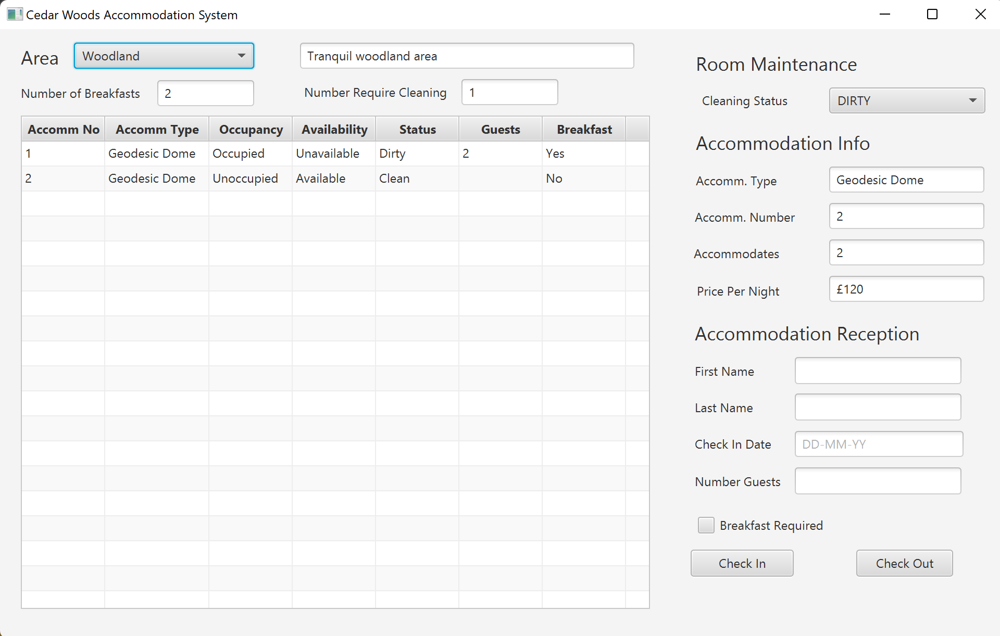 Cedar Woods Accommodation System
Area Woodland Tranquil woodland area
Number of Breakfasts 2 Number Require Cleaning 1
Accomm No Accomm Type Occupancy Availability Status Guests Breakfast
1 Geodesic Dome Occupied Unavailable Dirty 2 Yes
2 Geodesic Dome Unoccupied Available Clean No
Room Maintenance
Cleaning Status DIRTY
Accommodation Info
Accomm. Type Geodesic Dome
Accomm. Number 2
Accommodates 2
Price Per Night £120
Accommodation Reception
First Name
Last Name
Check In Date DD-MM-YY
Number Guests
Breakfast Required
Check In Check Out